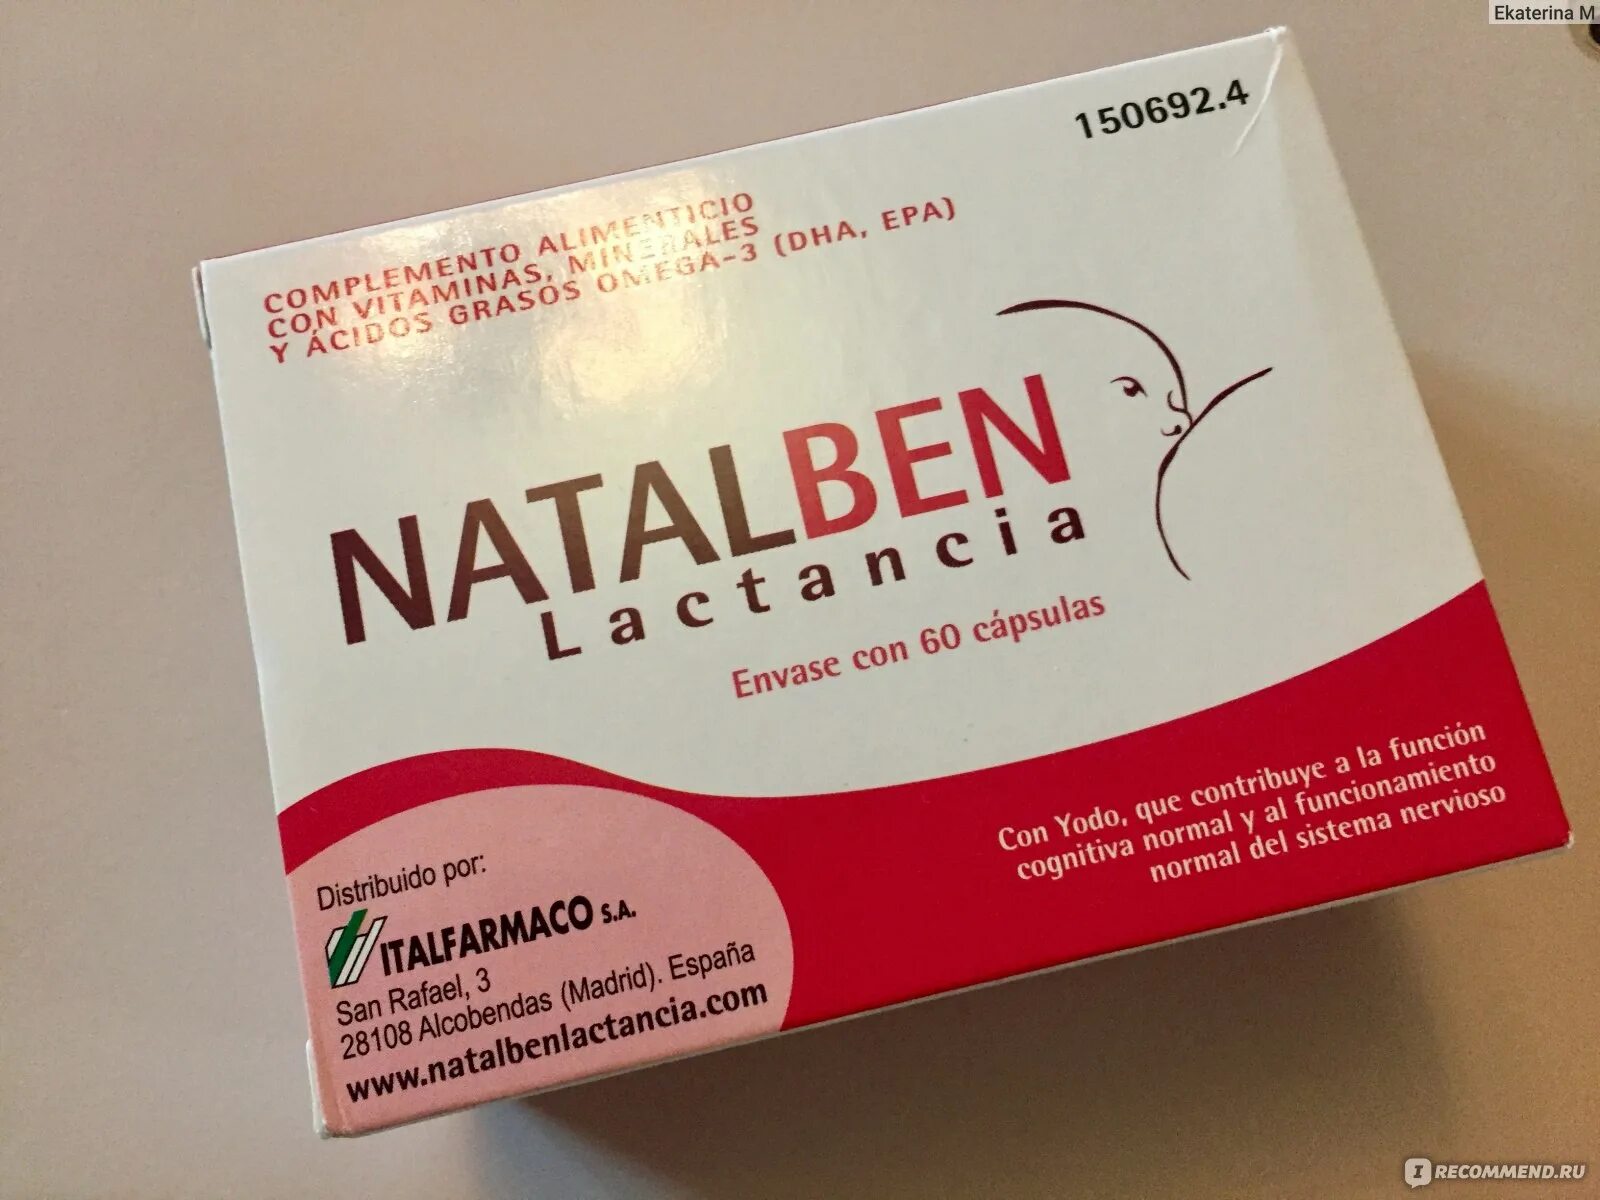 Ekaterina M
150692.4
COMPLEMENTO ALIMENTICIO
CON VITAMINAS, MINERALES
Y ÁCIDOS GRASOS OMEGA-3 (DHA, EPA)
NATALBEN
Lactancia
Envase con 60 cápsulas
Con Yodo, que contribuye a la función
cognitiva normal y al funcionamiento
normal del sistema nervioso
Distribuido por:
ITALFARMACO S.A.
San Rafael, 3
28108 Alcobendas (Madrid). España
www.natalbenlactancia.com
IRECOMMEND.RU